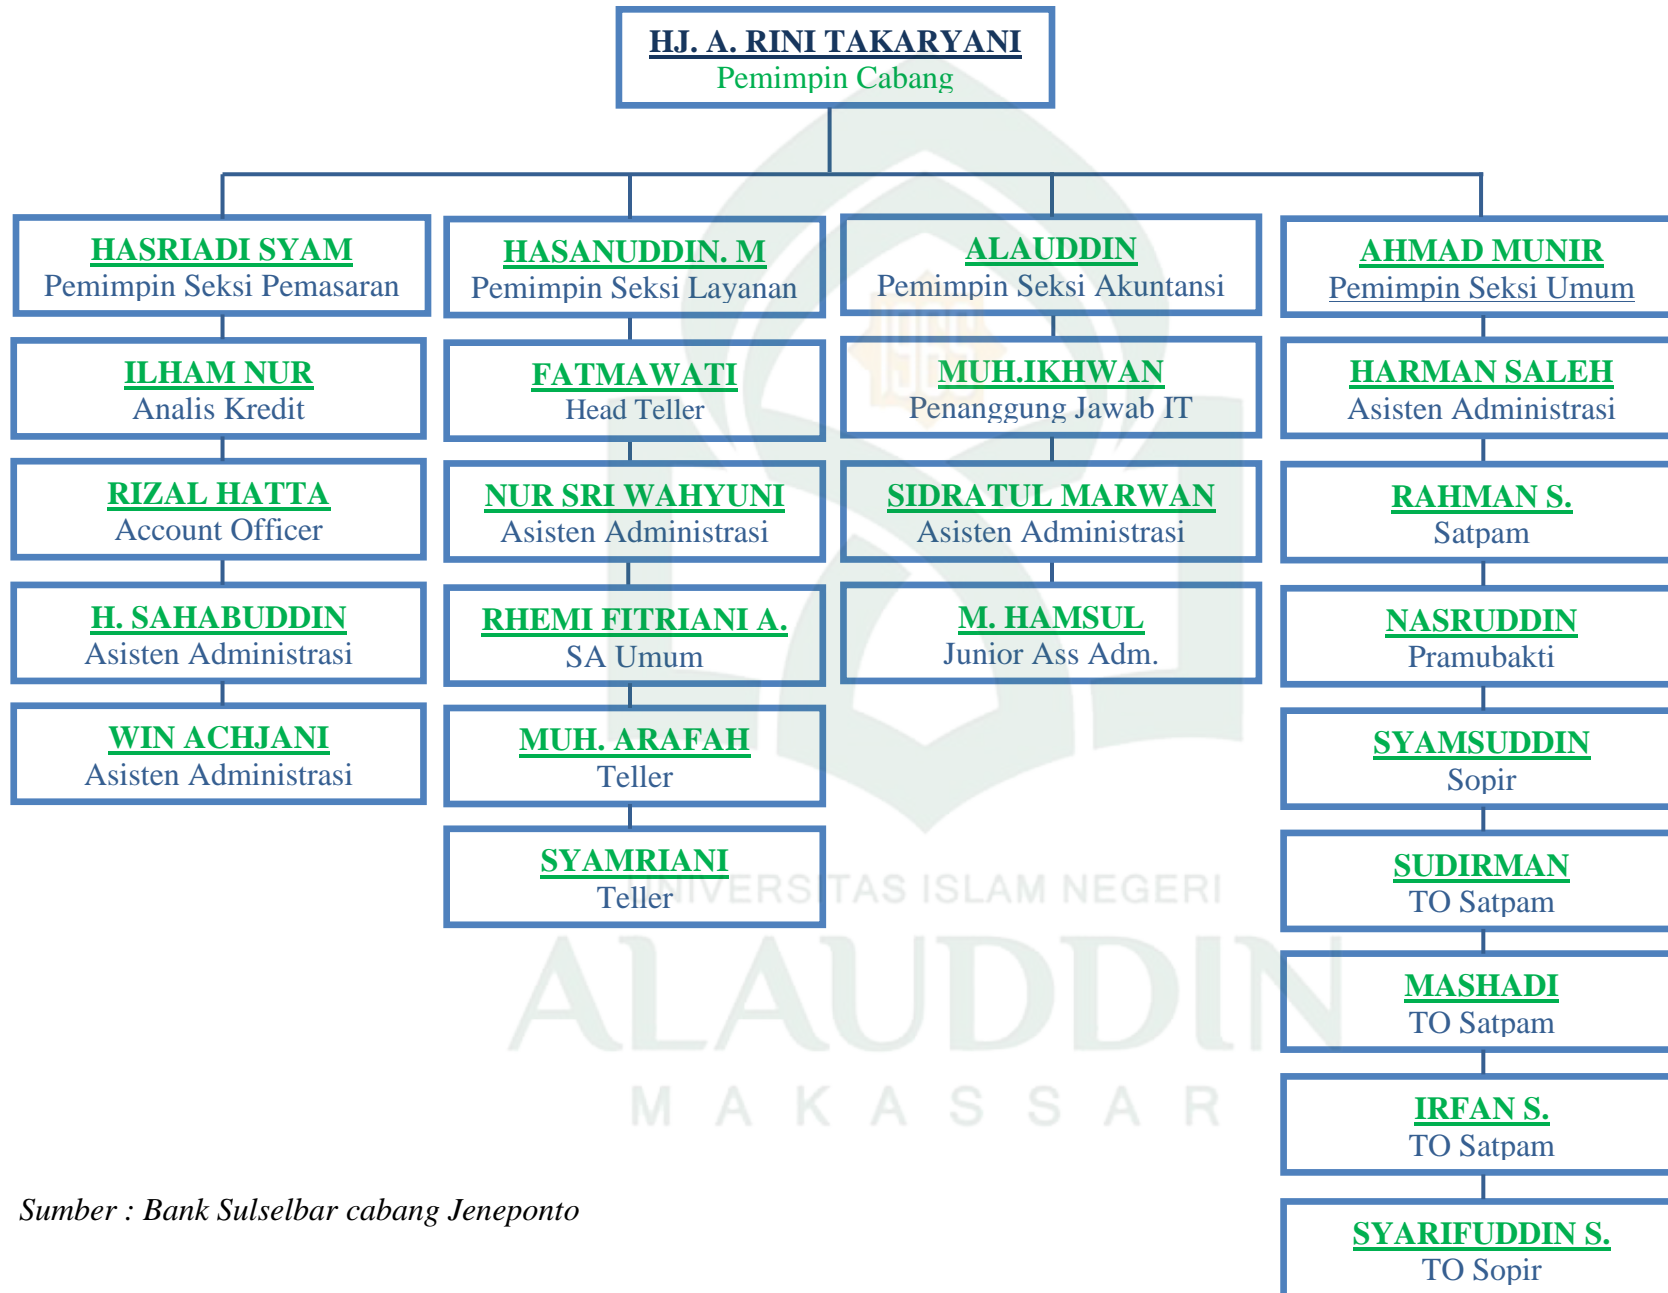 HJ. A. RINI TAKARYANI
Pemimpin Cabang
HASRIADI SYAM
Pemimpin Seksi Pemasaran
ILHAM NUR
Analis Kredit
RIZAL HATTA
Account Officer
H. SAHABUDDIN
Asisten Administrasi
WIN ACHJANI
Asisten Administrasi
HASANUDDIN. M
Pemimpin Seksi Layanan
FATMAWATI
Head Teller
NUR SRI WAHYUNI
Asisten Administrasi
RHEMI FITRIANI A.
SA Umum
MUH. ARAFAH
Teller
SYAMRIANI
Teller
ALAUDDIN
Pemimpin Seksi Akuntansi
MUH.IKHWAN
Penanggung Jawab IT
SIDRATUL MARWAN
Asisten Administrasi
M. HAMSUL
Junior Ass Adm.
AHMAD MUNIR
Pemimpin Seksi Umum
HARMAN SALEH
Asisten Administrasi
RAHMAN S.
Satpam
NASRUDDIN
Pramubakti
SYAMSUDDIN
Sopir
SUDIRMAN
TO Satpam
MASHADI
TO Satpam
IRFAN S.
TO Satpam
SYARIFUDDIN S.
TO Sopir
1965
UNIVERSITAS ISLAM NEGERI
ALAUDDIN
MAKASSAR
Sumber : Bank Sulselbar cabang Jeneponto